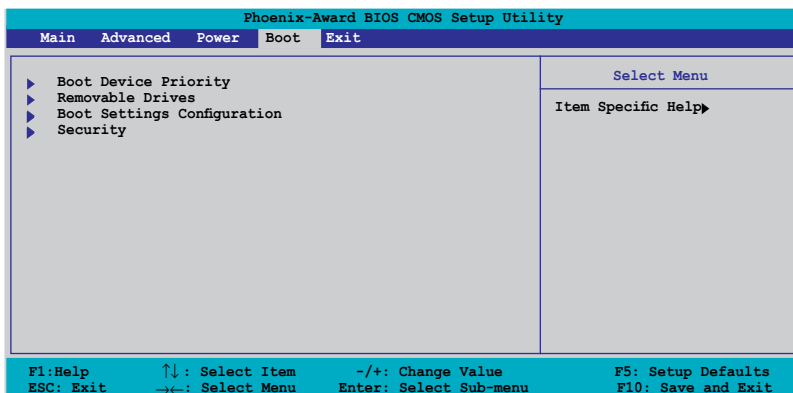 Phoenix-Award BIOS CMOS Setup Utility
Main Advanced Power Boot Exit
Boot Device Priority
Removable Drives
Boot Settings Configuration
Security
Select Menu
Item Specific Help
F1:Help ↑↓: Select Item -/+: Change Value F5: Setup Defaults
ESC: Exit →←: Select Menu Enter: Select Sub-menu F10: Save and Exit